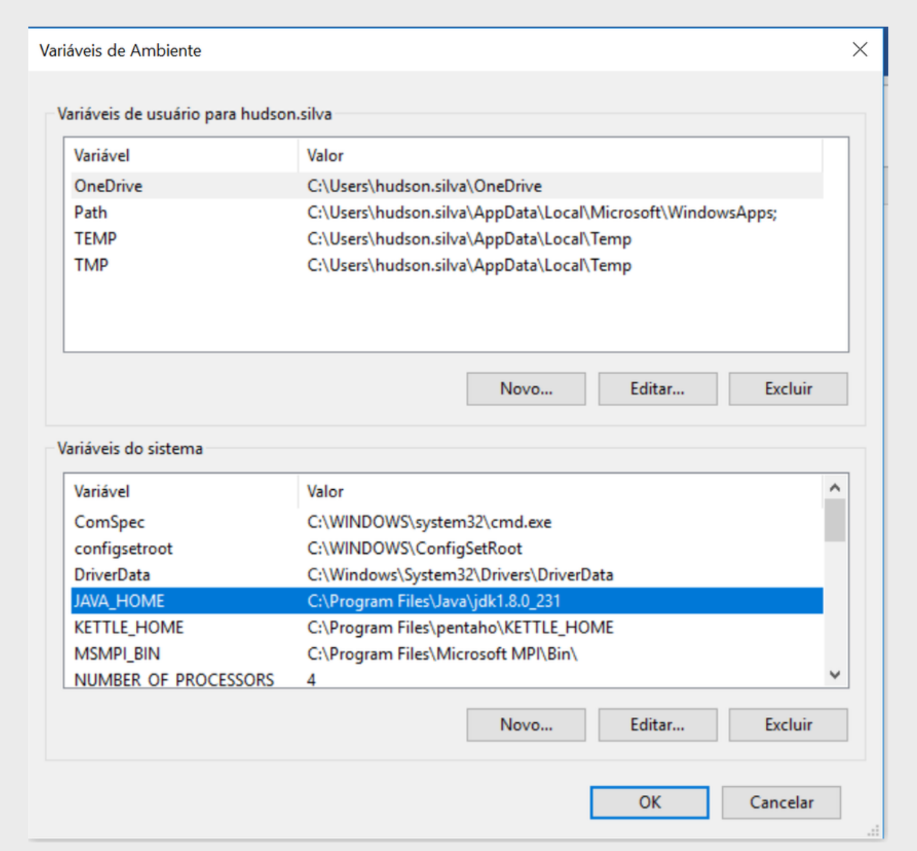 Variáveis de Ambiente
Variáveis de usuário para hudson.silva
Variável Valor
OneDrive C:\Users\hudson.silva\OneDrive
Path C:\Users\hudson.silva\AppData\Local\Microsoft\WindowsApps;
TEMP C:\Users\hudson.silva\AppData\Local\Temp
TMP C:\Users\hudson.silva\AppData\Local\Temp
Novo... Editar... Excluir
Variáveis do sistema
Variável Valor
ComSpec C:\WINDOWS\system32\cmd.exe
configsetroot C:\WINDOWS\ConfigSetRoot
DriverData C:\Windows\System32\Drivers\DriverData
JAVA_HOME C:\Program Files\Java\jdk1.8.0_231
KETTLE_HOME C:\Program Files\pentaho\KETTLE_HOME
MSMPI_BIN C:\Program Files\Microsoft MPI\Bin\
NUMBER_OF_PROCESSORS 4
Novo... Editar... Excluir
OK Cancelar